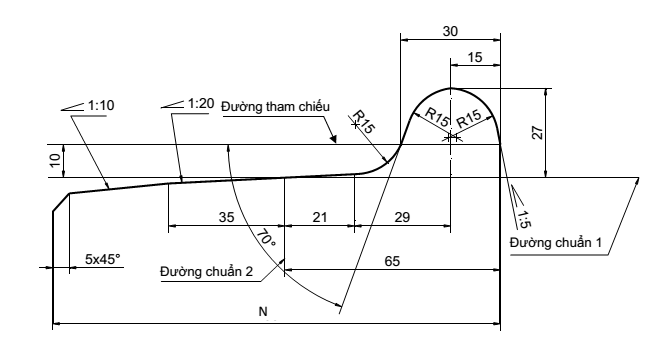 30
15
1:10
1:20
Đường tham chiếu
R15
R15
R15
27
10
1:5
35
21
29
70°
Đường chuẩn 1
5x45°
Đường chuẩn 2
65
N